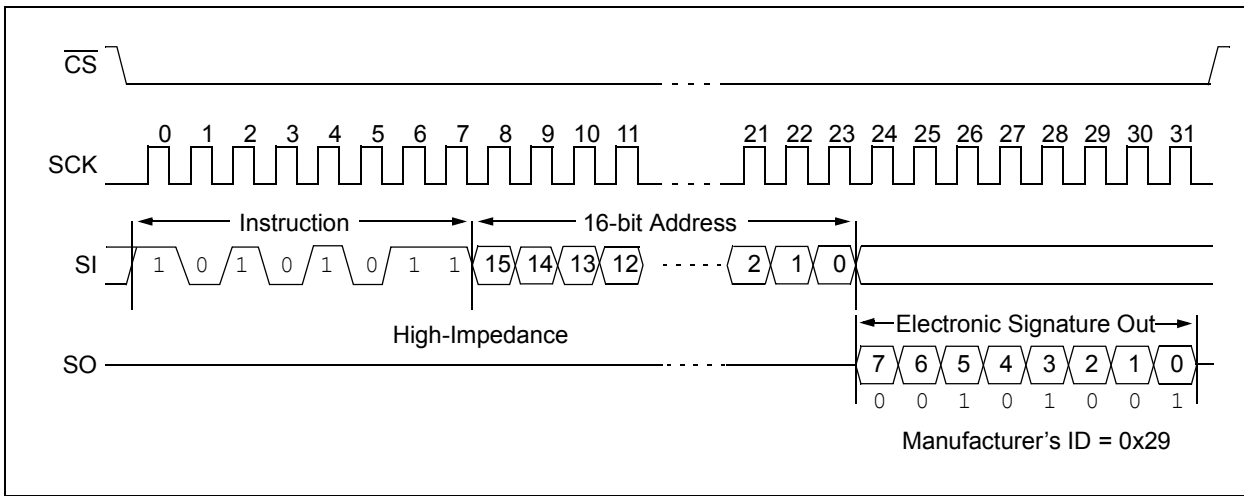 CS
0 1 2 3 4 5 6 7 8 9 10 11 21 22 23 24 25 26 27 28 29 30 31
SCK
Instruction 16-bit Address
SI 1 0 1 0 1 0 1 1 15 14 13 12 2 1 0
High-Impedance Electronic Signature Out
SO 7 6 5 4 3 2 1 0
0 0 1 0 1 0 0 1
Manufacturer's ID = 0x29